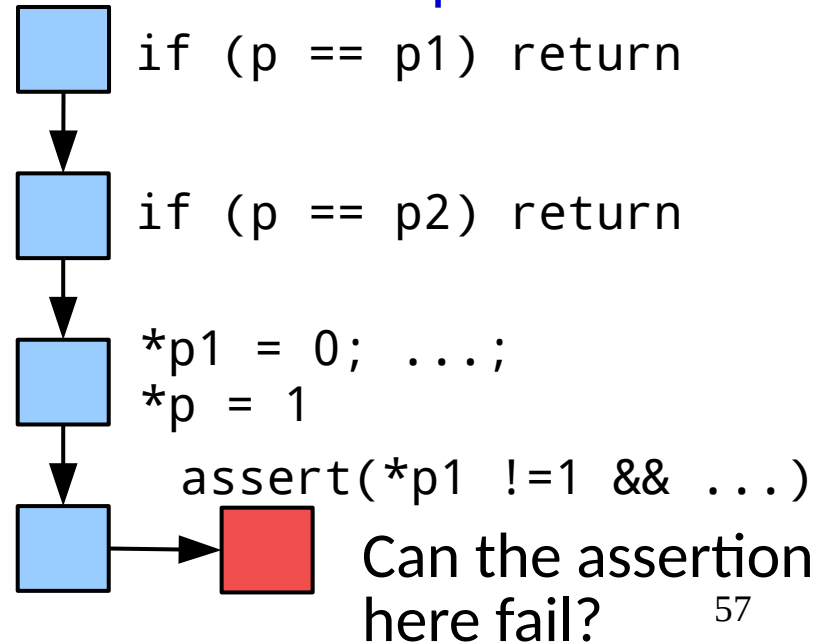 if (p == p1) return
if (p == p2) return
*p1 = 0; ...;
*p = 1
assert(*p1 !=1 && ...)
Can the assertion
here fail?
57